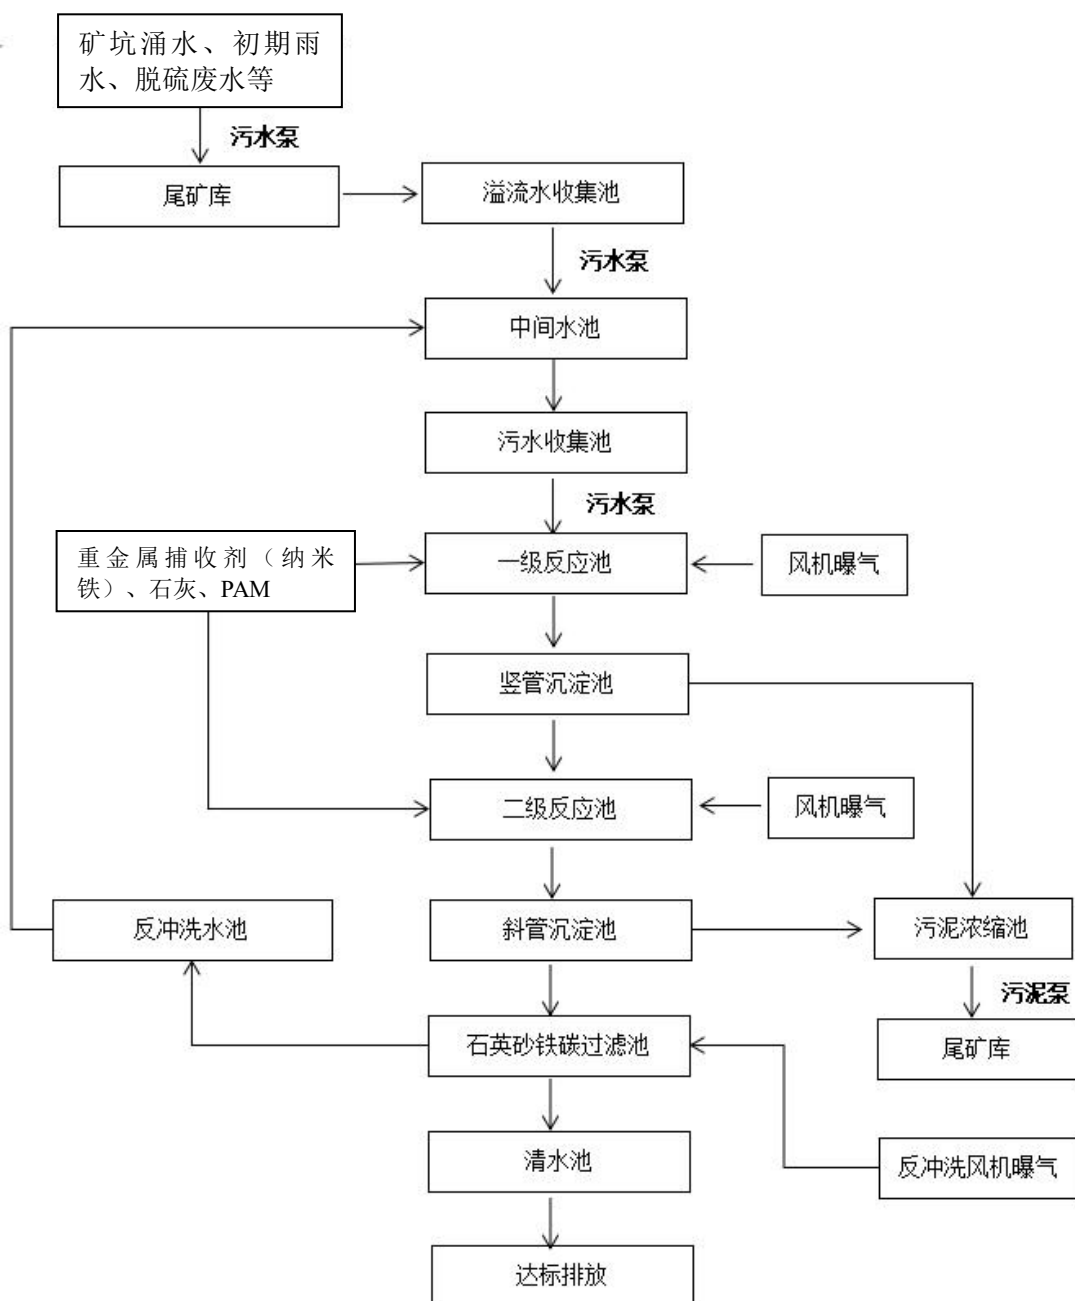 矿坑涌水、初期雨
水、脱硫废水等
污水泵
尾矿库
溢流水收集池
污水泵
中间水池
污水收集池
污水泵
重金属捕收剂（纳米
铁）、石灰、PAM
一级反应池
风机曝气
竖管沉淀池
二级反应池
风机曝气
反冲洗水池
斜管沉淀池
污泥浓缩池
污泥泵
石英砂铁碳过滤池
尾矿库
清水池
反冲洗风机曝气
达标排放